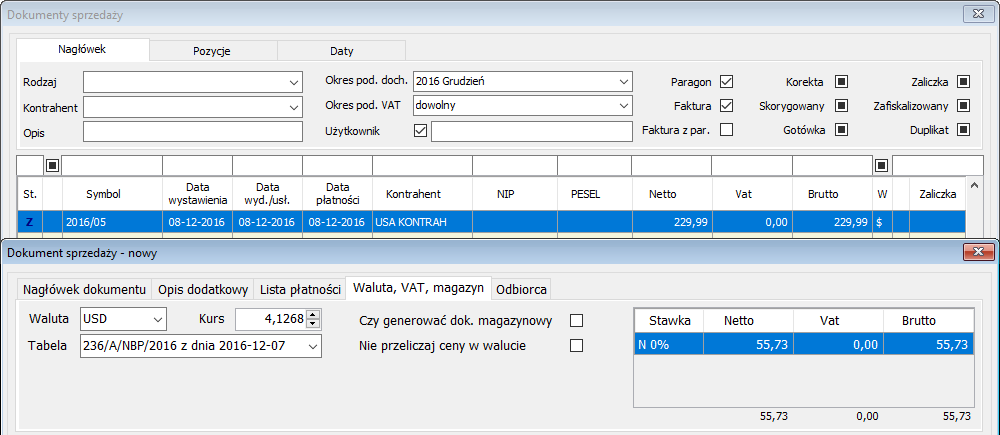 Dokumenty sprzedaży
Nagłówek Pozycje Daty
Rodzaj Okres pod. doch. 2016 Grudzień Paragon Korekta Zaliczka
Kontrahent Okres pod. VAT dowolny Faktura Skorygowany Zafiskalizowany
Opis Użytkownik Faktura z par. Gotówka Duplikat
St. Symbol Data wystawienia Data wyd./usł. Data płatności Kontrahent NIP PESEL Netto Vat Brutto W Zaliczka
Z 2016/05 08-12-2016 08-12-2016 08-12-2016 USA KONTRAH 229,99 0,00 229,99 $
Dokument sprzedaży - nowy
Nagłówek dokumentu Opis dodatkowy Lista płatności Waluta, VAT, magazyn Odbiorca
Waluta USD Kurs 4,1268 Czy generować dok. magazynowy Stawka Netto Vat Brutto
Tabela 236/A/NBP/2016 z dnia 2016-12-07 Nie przeliczaj ceny w walucie N 0% 55,73 0,00 55,73
55,73 0,00 55,73